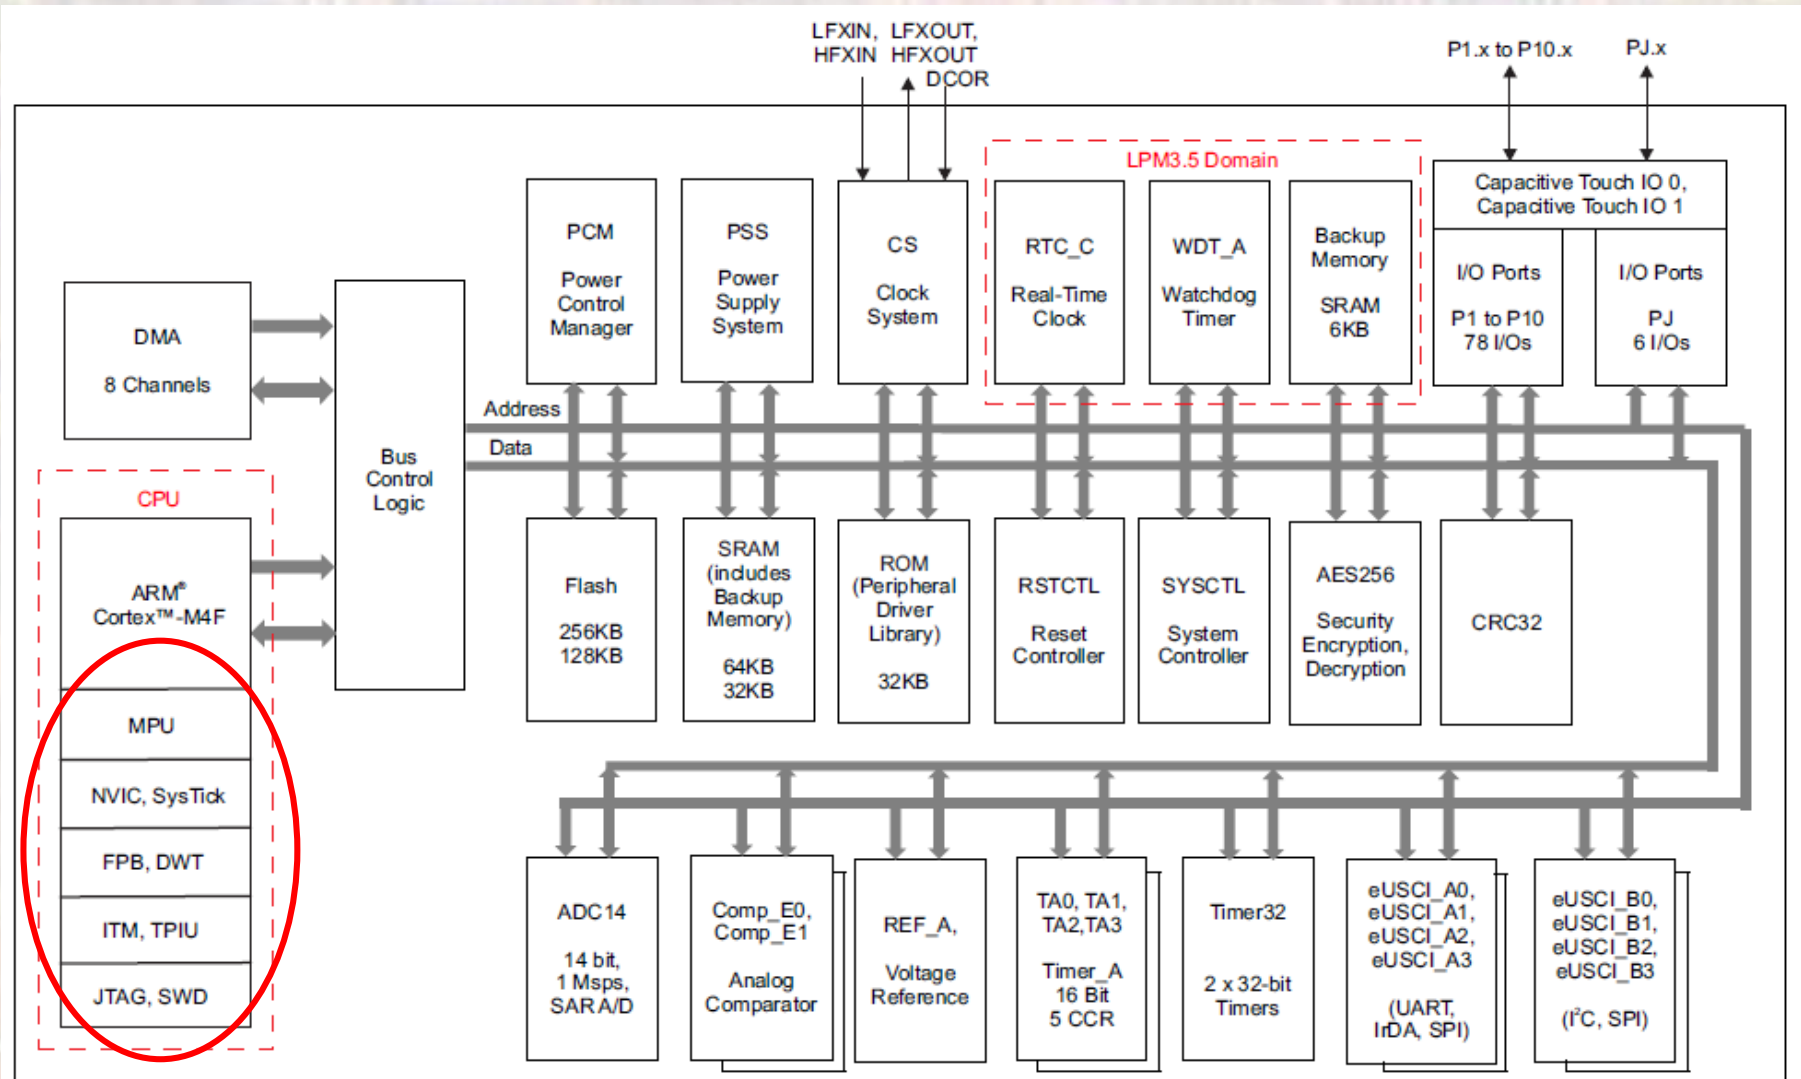 LFXIN, LFXOUT,
HFXIN HFXOUT
DCOR
P1.x to P10.x
PJ.x
LPM3.5 Domain
Capacitive Touch IO 0,
Capacitive Touch IO 1
PCM
Power
Control
Manager
PSS
Power
Supply
System
CS
Clock
System
RTC_C
Real-Time
Clock
WDT_A
Watchdog
Timer
Backup
Memory
SRAM
6KB
I/O Ports
P1 to P10
78 I/Os
I/O Ports
PJ
6 I/Os
DMA
8 Channels
Bus
Control
Logic
Address
Data
CPU
ARM®
Cortex™-M4F
MPU
NVIC, SysTick
FPB, DWT
ITM, TPIU
JTAG, SWD
Flash
256KB
128KB
SRAM
(includes
Backup
Memory)
64KB
32KB
ROM
(Peripheral
Driver
Library)
32KB
RSTCTL
Reset
Controller
SYSCTL
System
Controller
AES256
Security
Encryption,
Decryption
CRC32
ADC14
14 bit,
1 Msps,
SAR A/D
Comp_E0,
Comp_E1
Analog
Comparator
REF_A,
Voltage
Reference
TA0, TA1,
TA2,TA3
Timer_A
16 Bit
5 CCR
Timer32
2 x 32-bit
Timers
eUSCI_A0,
eUSCI_A1,
eUSCI_A2,
eUSCI_A3
(UART,
IrDA, SPI)
eUSCI_B0,
eUSCI_B1,
eUSCI_B2,
eUSCI_B3
(I²C, SPI)